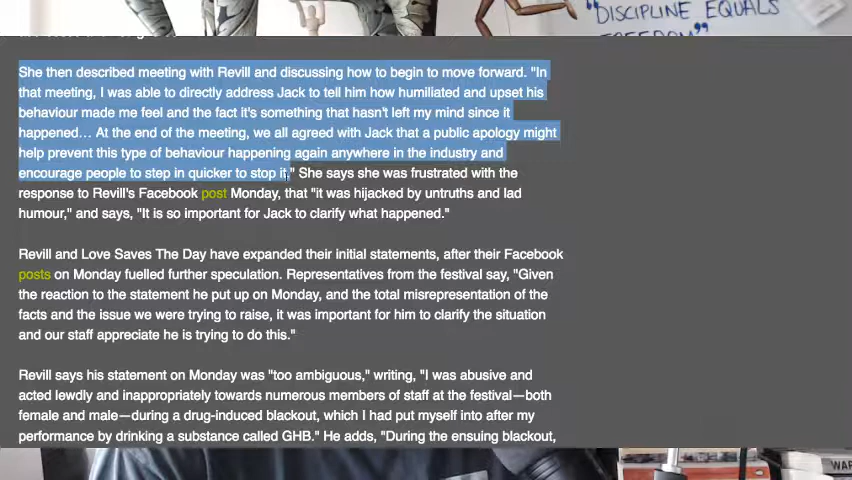 "DISCIPLINE EQUALS
FREEDOM"
She then described meeting with Revill and discussing how to begin to move forward. "In
that meeting, I was able to directly address Jack to tell him how humiliated and upset his
behaviour made me feel and the fact it's something that hasn't left my mind since it
happened... At the end of the meeting, we all agreed with Jack that a public apology might
help prevent this type of behaviour happening again anywhere in the industry and
encourage people to step in quicker to stop it." She says she was frustrated with the
response to Revill's Facebook post Monday, that "it was hijacked by untruths and lad
humour," and says, "It is so important for Jack to clarify what happened."
Revill and Love Saves The Day have expanded their initial statements, after their Facebook
posts on Monday fuelled further speculation. Representatives from the festival say, "Given
the reaction to the statement he put up on Monday, and the total misrepresentation of the
facts and the issue we were trying to raise, it was important for him to clarify the situation
and our staff appreciate he is trying to do this."
Revill says his statement on Monday was "too ambiguous," writing, "I was abusive and
acted lewdly and inappropriately towards numerous members of staff at the festival—both
female and male—during a drug-induced blackout, which I had put myself into after my
performance by drinking a substance called GHB." He adds, "During the ensuing blackout,
WAR